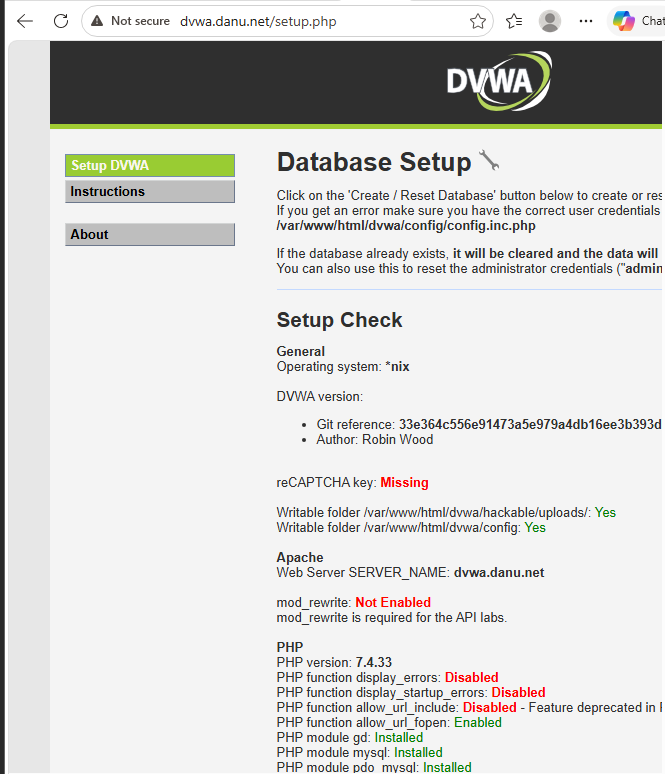 Not secure dvwa.danu.net/setup.php
Chat
DVWA
Setup DVWA
Instructions
About
Database Setup
Click on the 'Create / Reset Database' button below to create or res
If you get an error make sure you have the correct user credentials
/var/www/html/dvwa/config/config.inc.php
If the database already exists, it will be cleared and the data will
You can also use this to reset the administrator credentials ("admin
Setup Check
General
Operating system: *nix
DVWA version:
Git reference: 33e364c556e91473a5e979a4db16ee3b393d
Author: Robin Wood
reCAPTCHA key: Missing
Writable folder /var/www/html/dvwa/hackable/uploads/: Yes
Writable folder /var/www/html/dvwa/config: Yes
Apache
Web Server SERVER_NAME: dvwa.danu.net
mod_rewrite: Not Enabled
mod_rewrite is required for the API labs.
PHP
PHP version: 7.4.33
PHP function display_errors: Disabled
PHP function display_startup_errors: Disabled
PHP function allow_url_include: Disabled - Feature deprecated in
PHP function allow_url_fopen: Enabled
PHP module gd: Installed
PHP module mysql: Installed
PHP module pdo_mysql: Installed